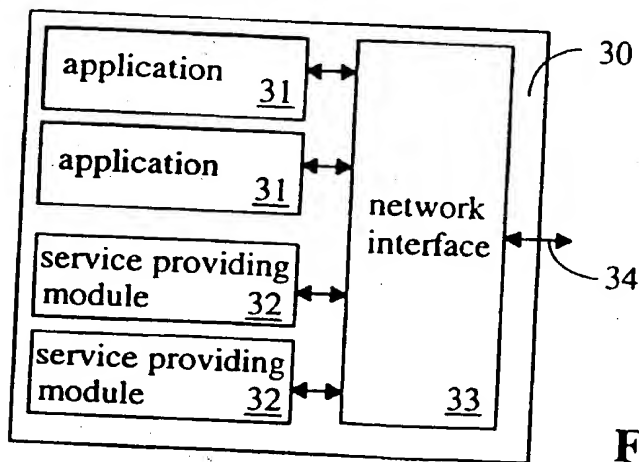 application
31
application
31
network
interface
33
service providing
module 32
service providing
module 32
30
34
F